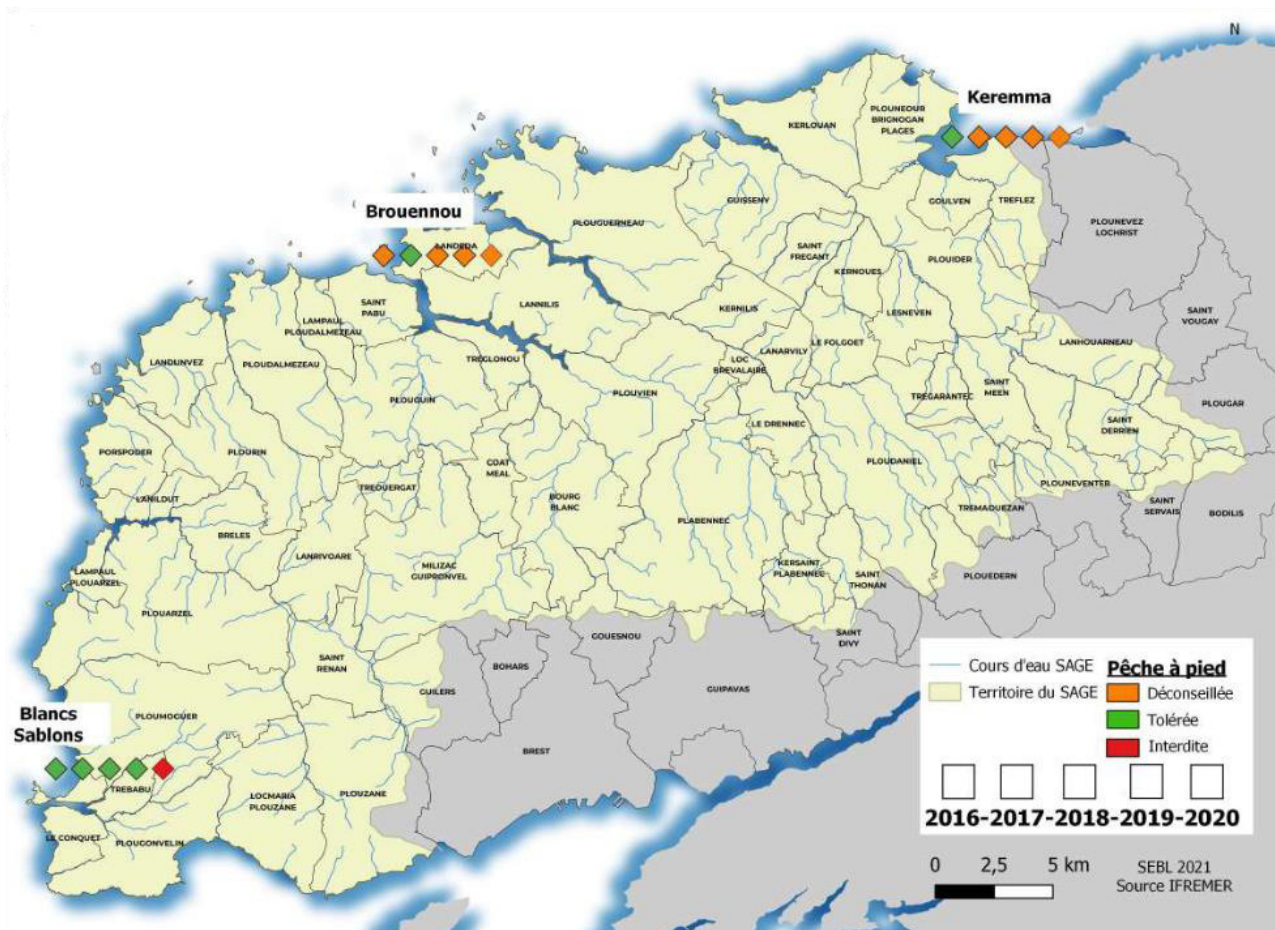 N
Keremma
PLOUNEOUR
BRIGNOGAN
PLAGES
KERLOUAN
Brouennou
GUISSENY
PLOUGUERNEAU
GOULVEN
TREFLEZ
PLOUNEVEZ
LOCHRIST
LANDEDA
SAINT
FREGANT
KERNOUES
PLOUIDER
SAINT
PABU
LANNILIS
KERNILIS
LESNEVEN
SAINT
VOUGAY
LAMPAUL
PLOUDALMEZEAU
LANDUNVEZ
PLOUDALMEZEAU
TREGLONOU
LOC
BREVALAIRE
LANARVILY
LE FOLGOET
LANHOUARNEAU
PLOUGUIN
PLOUVIEN
TREGARANTEC
SAINT
MEEN
PLOUGAR
LE DRENNEC
SAINT
DERRIEN
PORSPODER
PLOURIN
COAT
MEAL
PLOUDANIEL
TREOUERGAT
PLOUNEVENTER
LANILDUT
BOURG
BLANC
TREMAOUEZAN
SAINT
SERVAIS
BODILIS
BRELES
PLABENNEC
LANRIVOARE
MILIZAC
GUIPRONVEL
KERSAINT
PLABENNEC
SAINT
THONAN
PLOUEDERN
LAMPAUL
PLOUARZEL
PLOUARZEL
GOUESNOU
SAINT
DIVY
BOHARS
SAINT
RENAN
GUILERS
GUIPAVAS
Blancs
Sablons
PLOUMOGUER
BREST
TREBABU
LOCMARIA
PLOUZANE
PLOUZANE
LE CONQUET
PLOUGONVELIN
Cours d'eau SAGE
Territoire du SAGE
Pêche à pied
Déconseillée
Tolérée
Interdite
2016-2017-2018-2019-2020
0 2,5 5 km
SEBL 2021
Source IFREMER